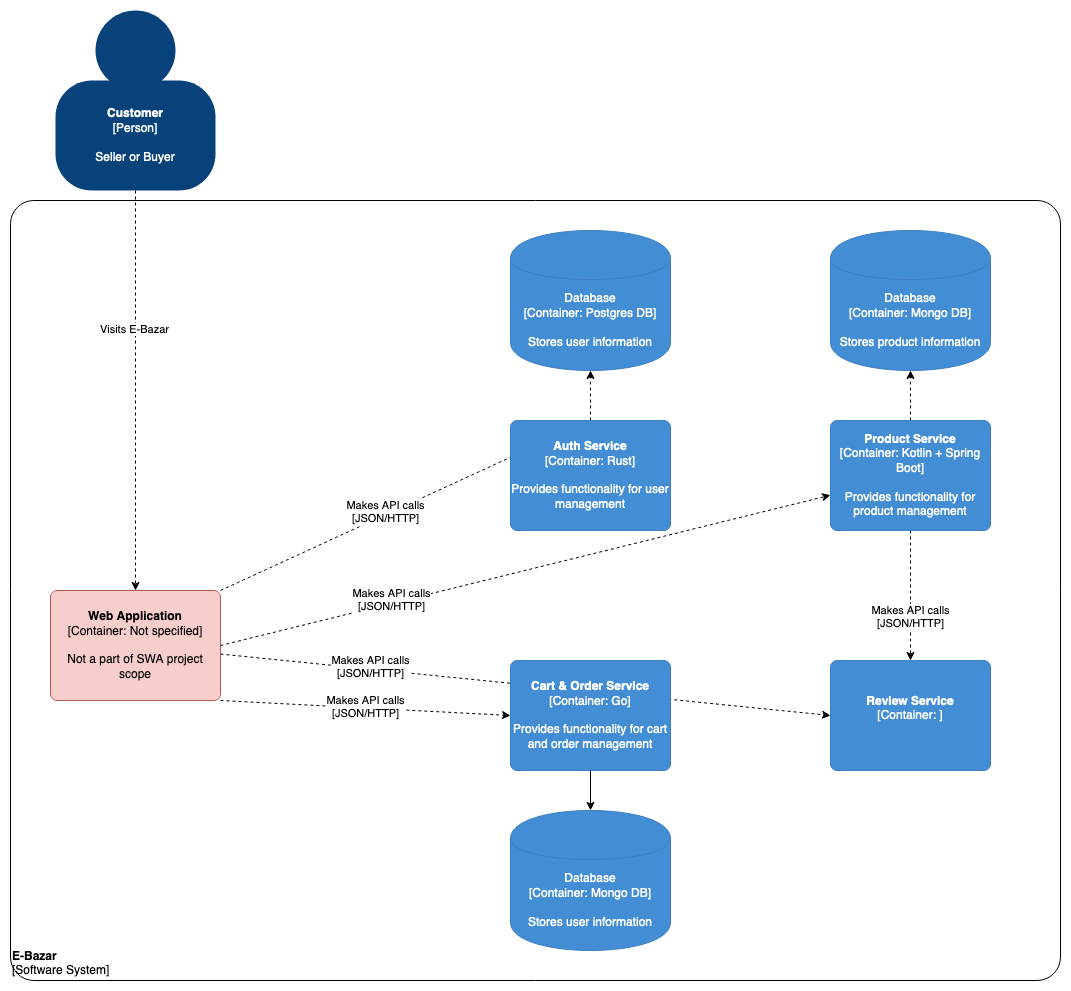 Customer
[Person]
Seller or Buyer
Visits E-Bazar
Database
[Container: Postgres DB]
Stores user information
Database
[Container: Mongo DB]
Stores product information
Auth Service
[Container: Rust]
Provides functionality for user
management
Product Service
[Container: Kotlin + Spring
Boot]
Provides functionality for
product management
Makes API calls
[JSON/HTTP]
Makes API calls
[JSON/HTTP]
Makes API calls
[JSON/HTTP]
Web Application
[Container: Not specified]
Not a part of SWA project
scope
Makes API calls
[JSON/HTTP]
Makes API calls
[JSON/HTTP]
Cart & Order Service
[Container: Go]
Provides functionality for cart
and order management
Review Service
[Container: ]
Database
[Container: Mongo DB]
Stores user information
E-Bazar
[Software System]